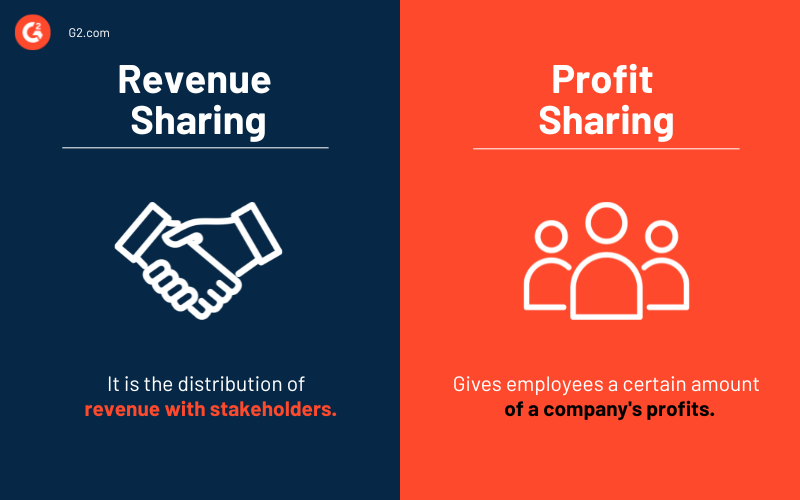 G2
G2.com
Revenue
Sharing
It is the distribution of
revenue with stakeholders.
Profit
Sharing
Gives employees a certain amount
of a company's profits.